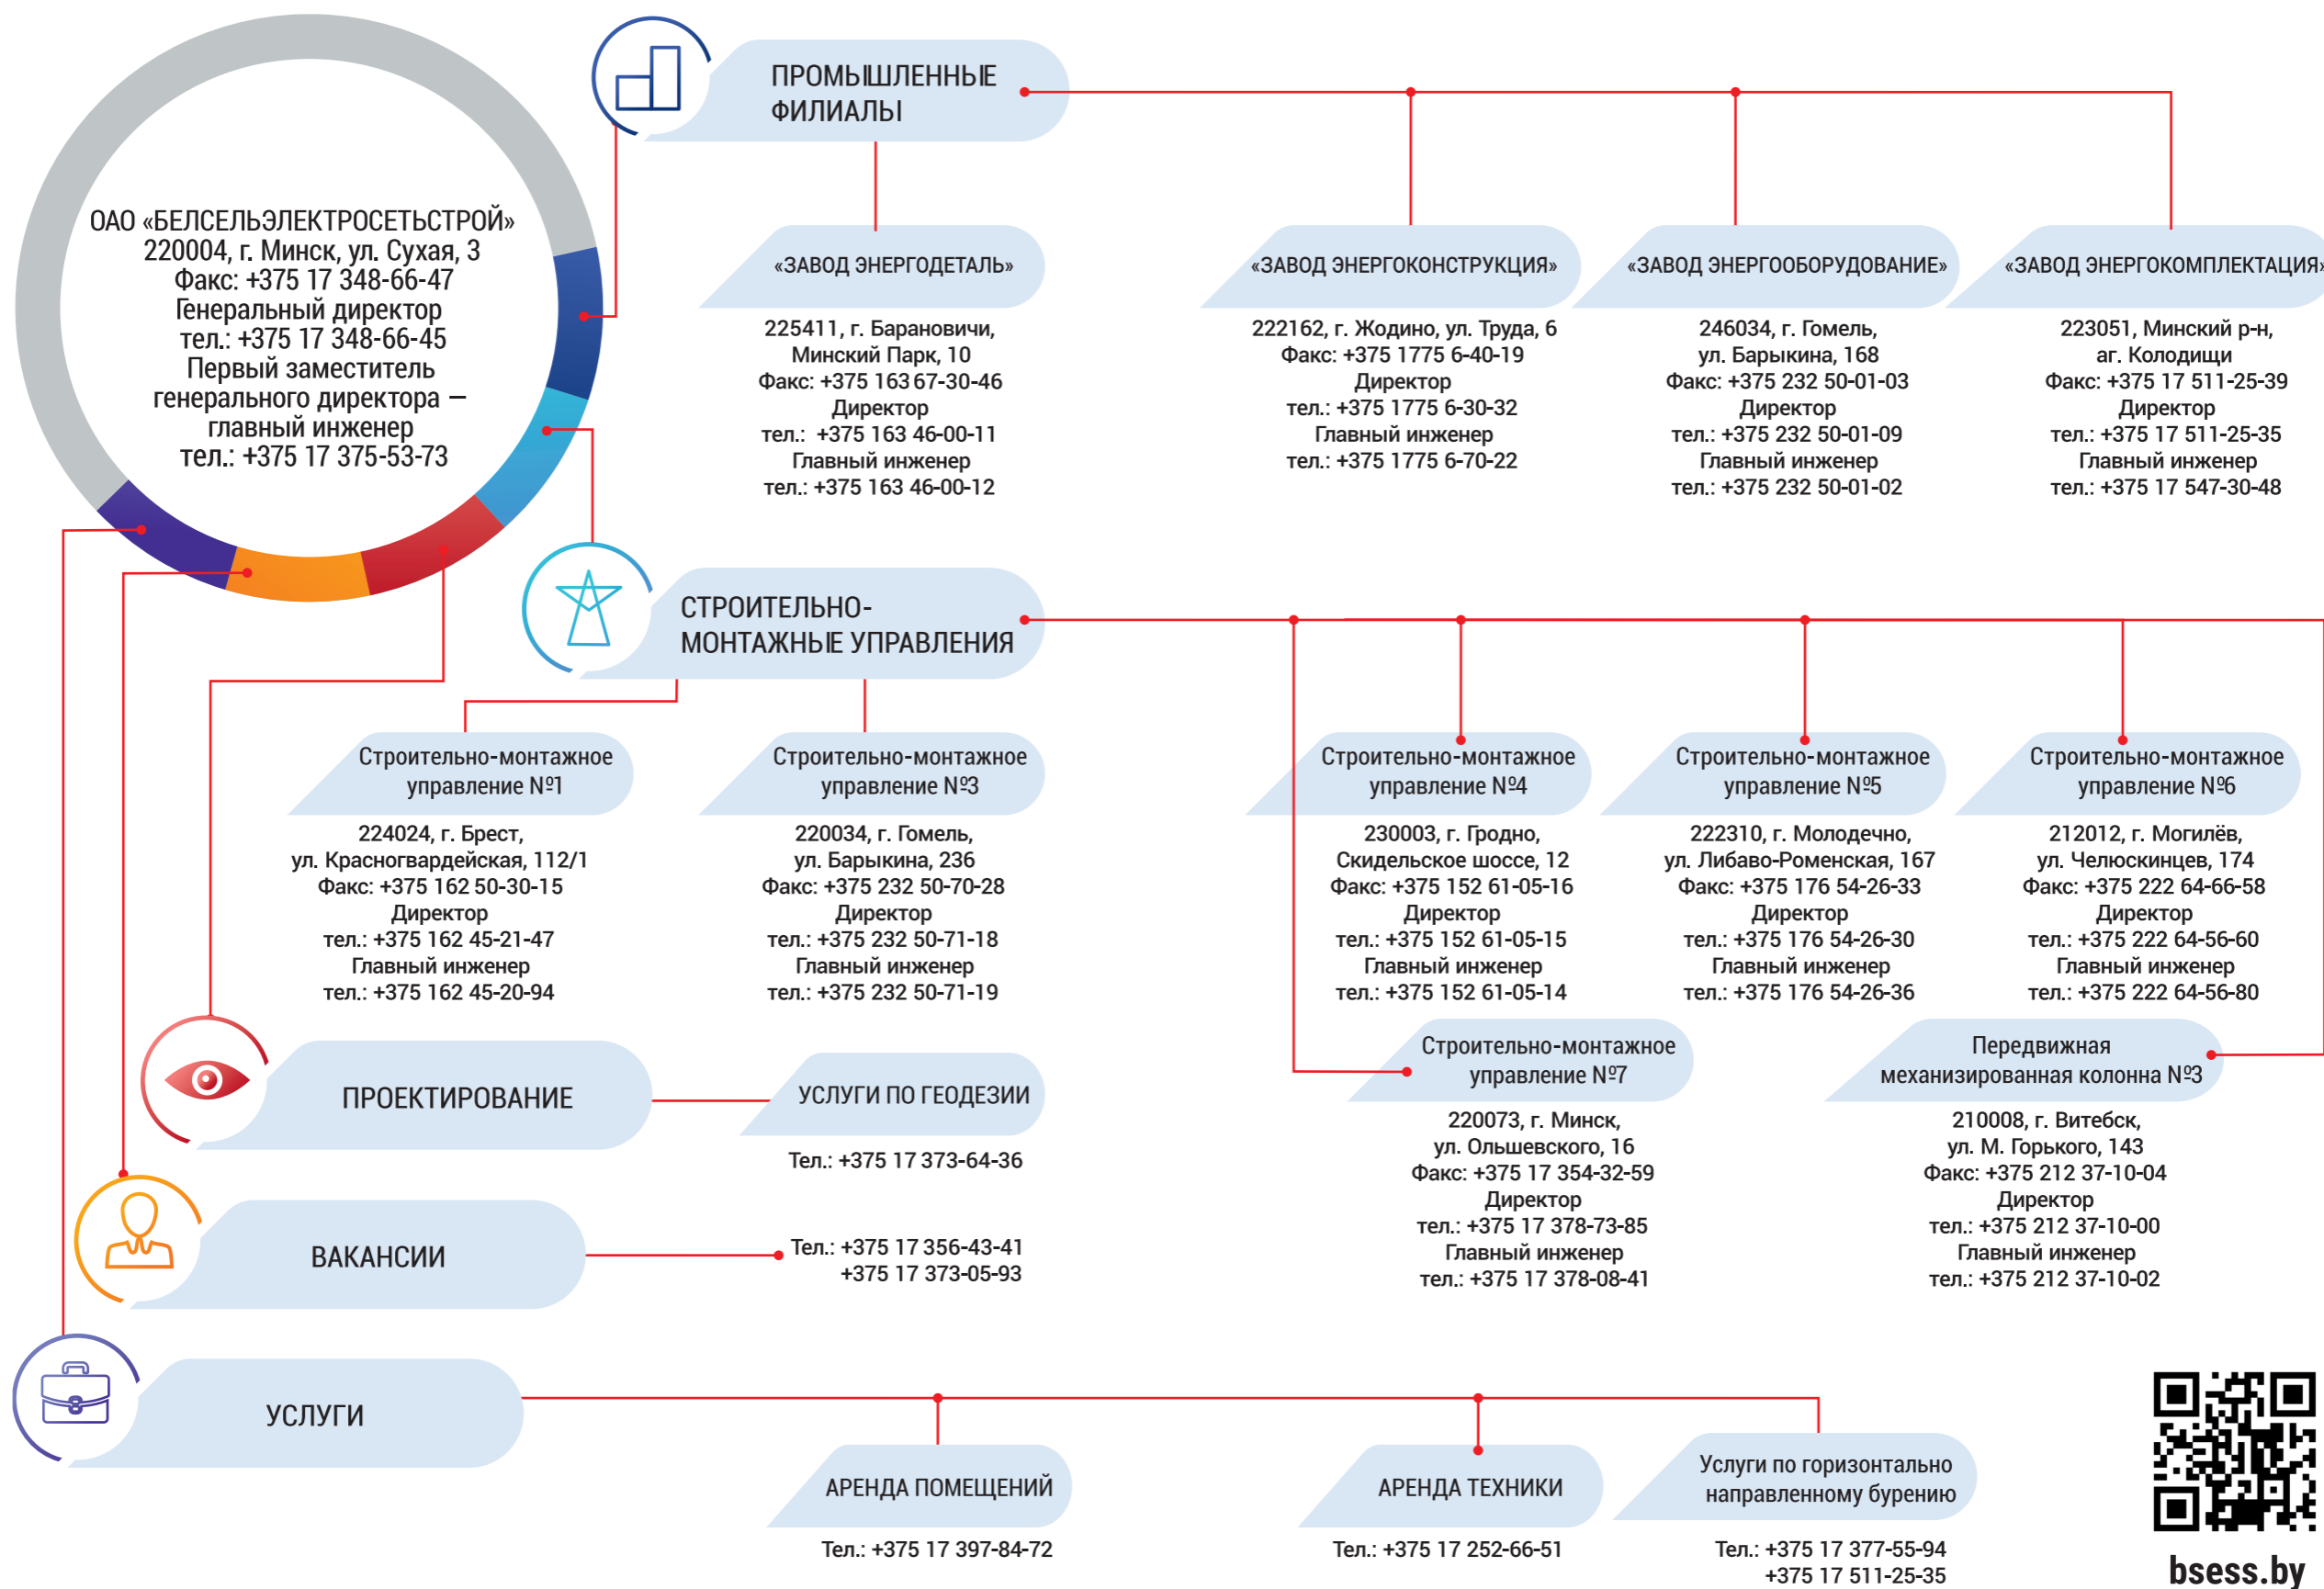 ОАО «БЕЛСЕЛЬЭЛЕКТРОСЕТЬСТРОЙ»
220004, г. Минск, ул. Сухая, 3
Факс: +375 17 348-66-47
Генеральный директор
тел.: +375 17 348-66-45
Первый заместитель
генерального директора —
главный инженер
тел.: +375 17 375-53-73
ПРОМЫШЛЕННЫЕ
ФИЛИАЛЫ
«ЗАВОД ЭНЕРГОДЕТАЛЬ»
225411, г. Барановичи,
Минский Парк, 10
Факс: +375 163 67-30-46
Директор
тел.: +375 163 46-00-11
Главный инженер
тел.: +375 163 46-00-12
«ЗАВОД ЭНЕРГОКОНСТРУКЦИЯ»
222162, г. Жодино, ул. Труда, 6
Факс: +375 1775 6-40-19
Директор
тел.: +375 1775 6-30-32
Главный инженер
тел.: +375 1775 6-70-22
«ЗАВОД ЭНЕРГООБОРУДОВАНИЕ»
246034, г. Гомель,
ул. Барыкина, 168
Факс: +375 232 50-01-03
Директор
тел.: +375 232 50-01-09
Главный инженер
тел.: +375 232 50-01-02
«ЗАВОД ЭНЕРГОКОМПЛЕКТАЦИЯ»
223051, Минский р-н,
аг. Колодищи
Факс: +375 17 511-25-39
Директор
тел.: +375 17 511-25-35
Главный инженер
тел.: +375 17 547-30-48
СТРОИТЕЛЬНО-
МОНТАЖНЫЕ УПРАВЛЕНИЯ
Строительно-монтажное
управление №1
224024, г. Брест,
ул. Красногвардейская, 112/1
Факс: +375 162 50-30-15
Директор
тел.: +375 162 45-21-47
Главный инженер
тел.: +375 162 45-20-94
Строительно-монтажное
управление №3
220034, г. Гомель,
ул. Барыкина, 236
Факс: +375 232 50-70-28
Директор
тел.: +375 232 50-71-18
Главный инженер
тел.: +375 232 50-71-19
Строительно-монтажное
управление №4
230003, г. Гродно,
Скидельское шоссе, 12
Факс: +375 152 61-05-16
Директор
тел.: +375 152 61-05-15
Главный инженер
тел.: +375 152 61-05-14
Строительно-монтажное
управление №5
222310, г. Молодечно,
ул. Либаво-Роменская, 167
Факс: +375 176 54-26-33
Директор
тел.: +375 176 54-26-30
Главный инженер
тел.: +375 176 54-26-36
Строительно-монтажное
управление №6
212012, г. Могилёв,
ул. Челюскинцев, 174
Факс: +375 222 64-66-58
Директор
тел.: +375 222 64-56-60
Главный инженер
тел.: +375 222 64-56-80
Строительно-монтажное
управление №7
220073, г. Минск,
ул. Ольшевского, 16
Факс: +375 17 354-32-59
Директор
тел.: +375 17 378-73-85
Главный инженер
тел.: +375 17 378-08-41
Передвижная
механизированная колонна №3
210008, г. Витебск,
ул. М. Горького, 143
Факс: +375 212 37-10-04
Директор
тел.: +375 212 37-10-00
Главный инженер
тел.: +375 212 37-10-02
ПРОЕКТИРОВАНИЕ
УСЛУГИ ПО ГЕОДЕЗИИ
Тел.: +375 17 373-64-36
ВАКАНСИИ
Тел.: +375 17 356-43-41
+375 17 373-05-93
УСЛУГИ
АРЕНДА ПОМЕЩЕНИЙ
Тел.: +375 17 397-84-72
АРЕНДА ТЕХНИКИ
Тел.: +375 17 252-66-51
Услуги по горизонтально
направленному бурению
Тел.: +375 17 377-55-94
+375 17 511-25-35
bsess.by